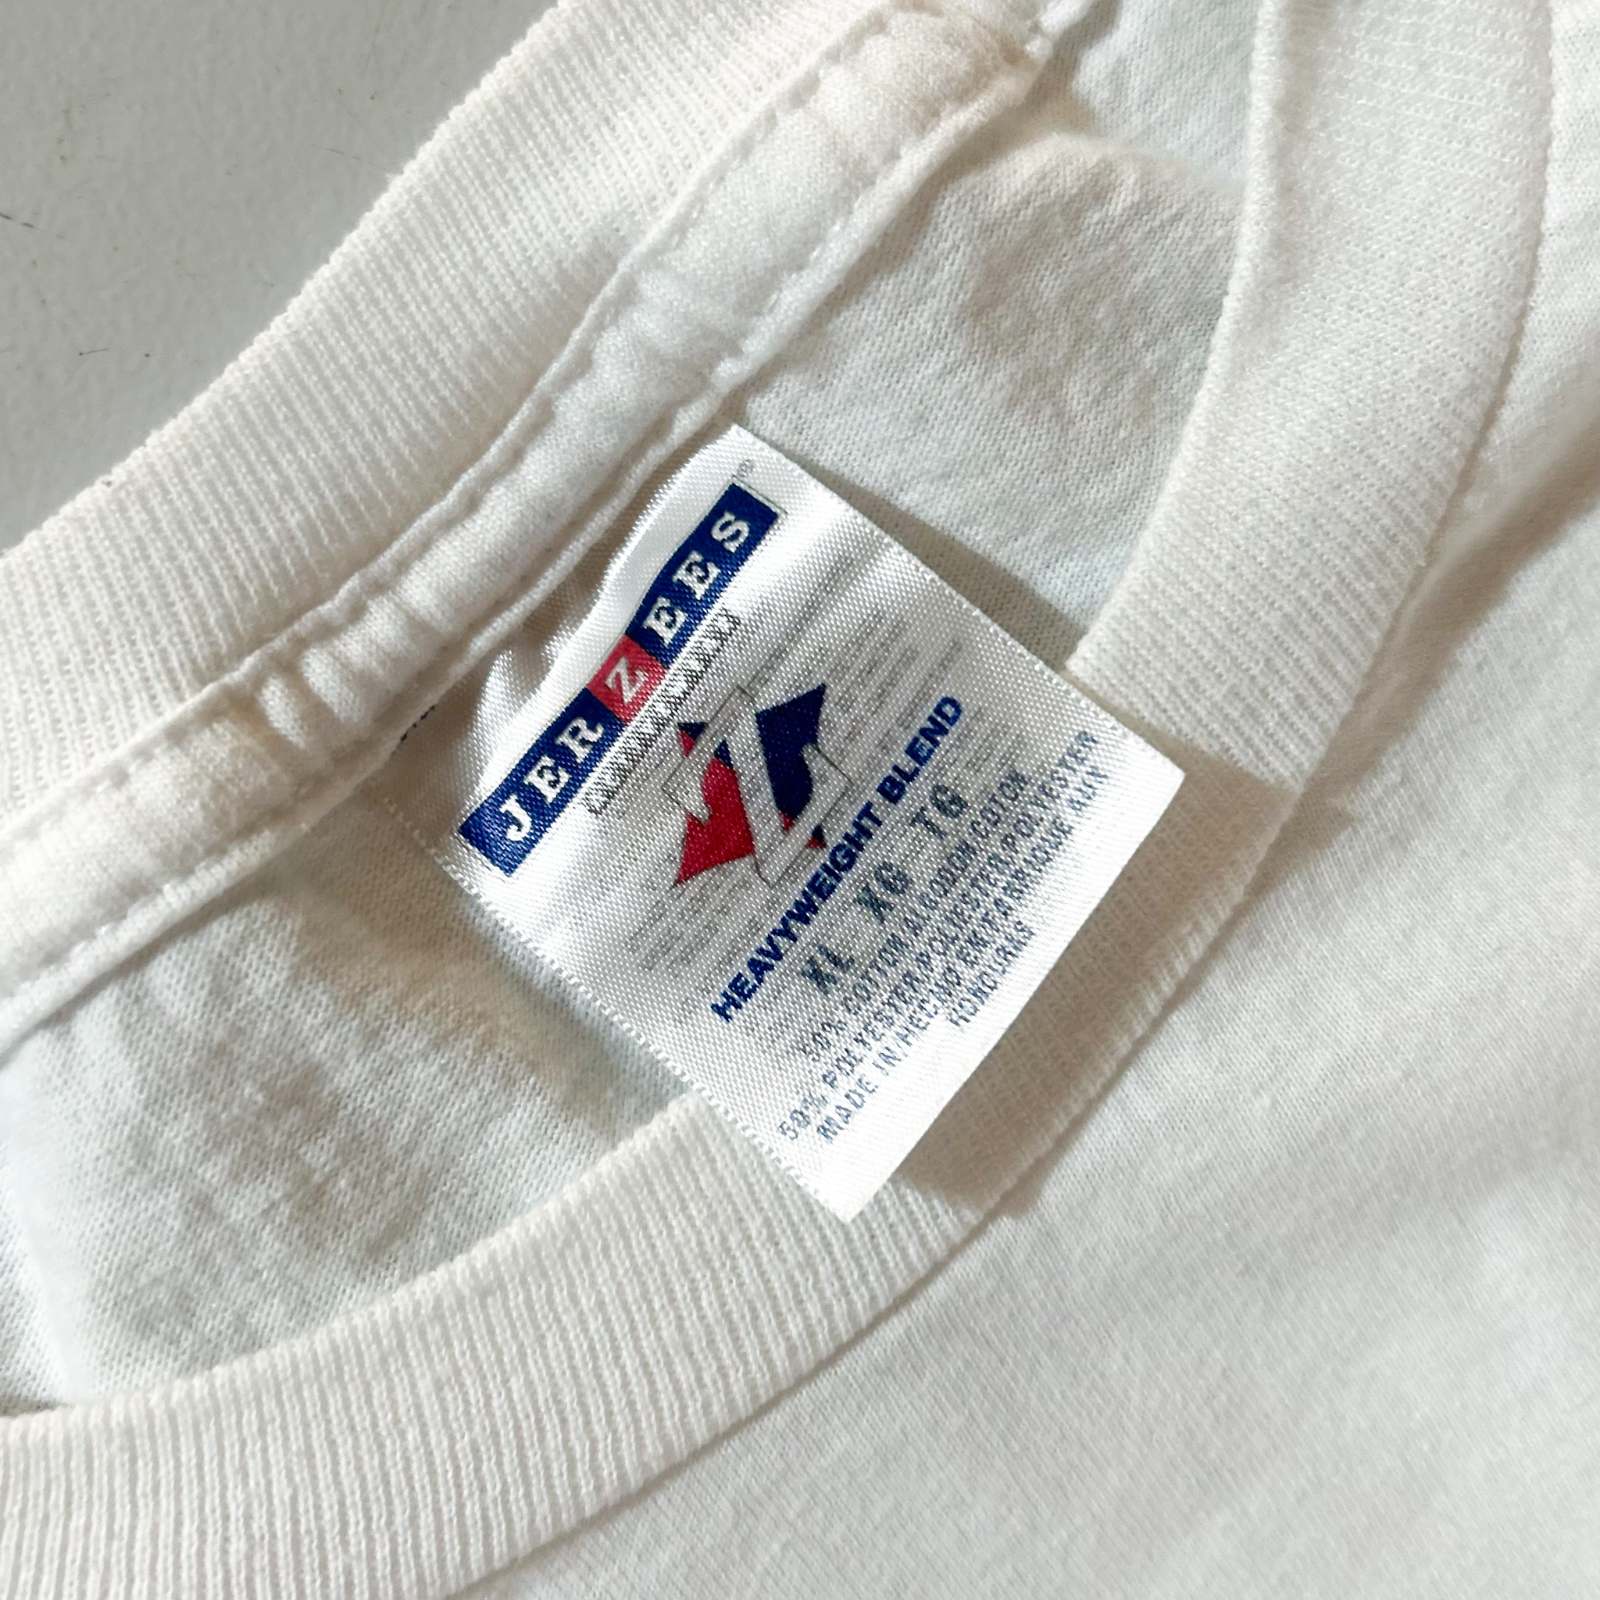 JERZEES®
Z
HEAVYWEIGHT BLEND
XL XG TG
50% COTTON/ALGODON/COTON
50% POLYESTER/POLIESTER/POLYESTER
MADE IN/HECHO EN/FABRIQUE AUX
HONDURAS